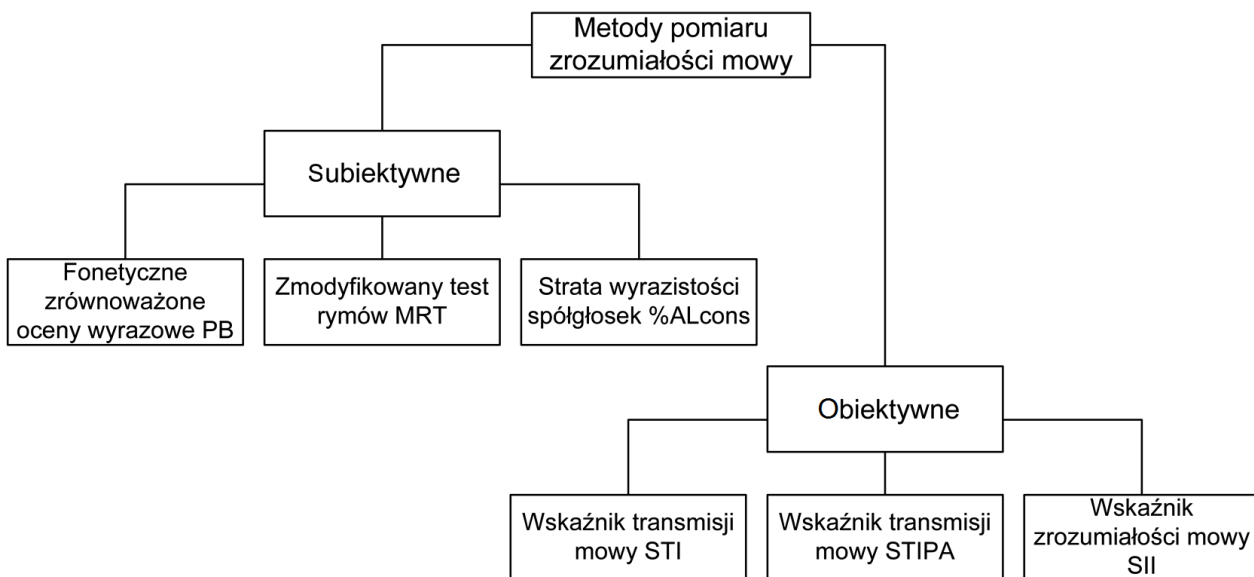 Metody pomiaru
zrozumiałości mowy
Subiektywne
Fonetyczne
zrównoważone
oceny wyrazowe PB
Zmodyfikowany test
rymów MRT
Strata wyrazistości
spółgłosek %ALcons
Obiektywne
Wskaźnik transmisji
mowy STI
Wskaźnik transmisji
mowy STIPA
Wskaźnik
zrozumiałości mowy
SII